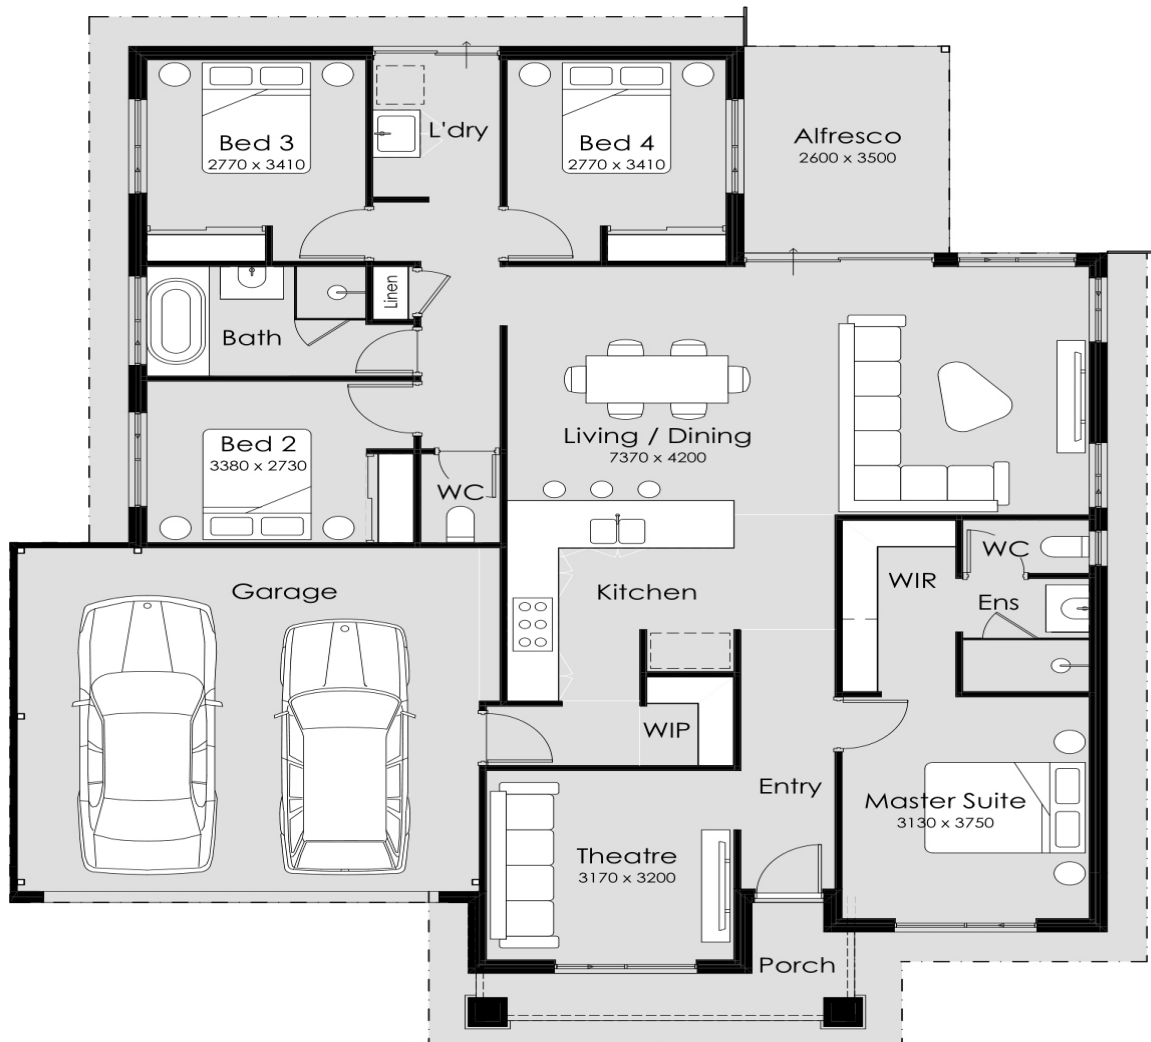 Bed 3
2770 x 3410
L'dry
Bed 4
2770 x 3410
Alfresco
2600 x 3500
Linen
Bath
Living / Dining
7370 x 4200
Bed 2
3380 x 2730
WC
Garage
Kitchen
WIR
WC
Ens
WIP
Entry
Master Suite
3130 x 3750
Theatre
3170 x 3200
Porch